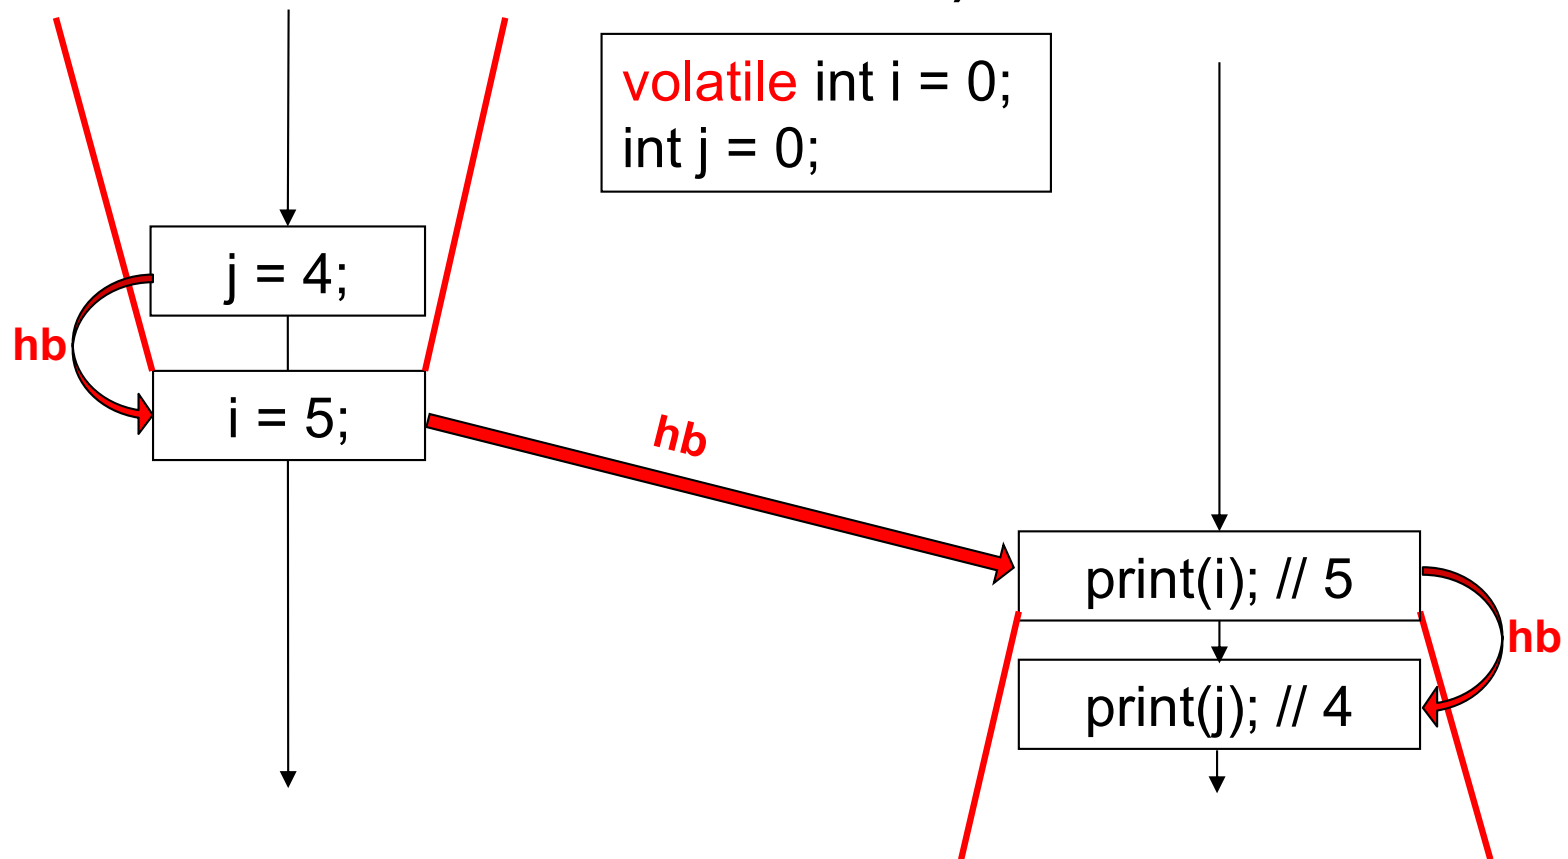 volatile int i = 0;
int j = 0;
j = 4;
hb
i = 5;
hb
print(i); // 5
hb
print(j); // 4